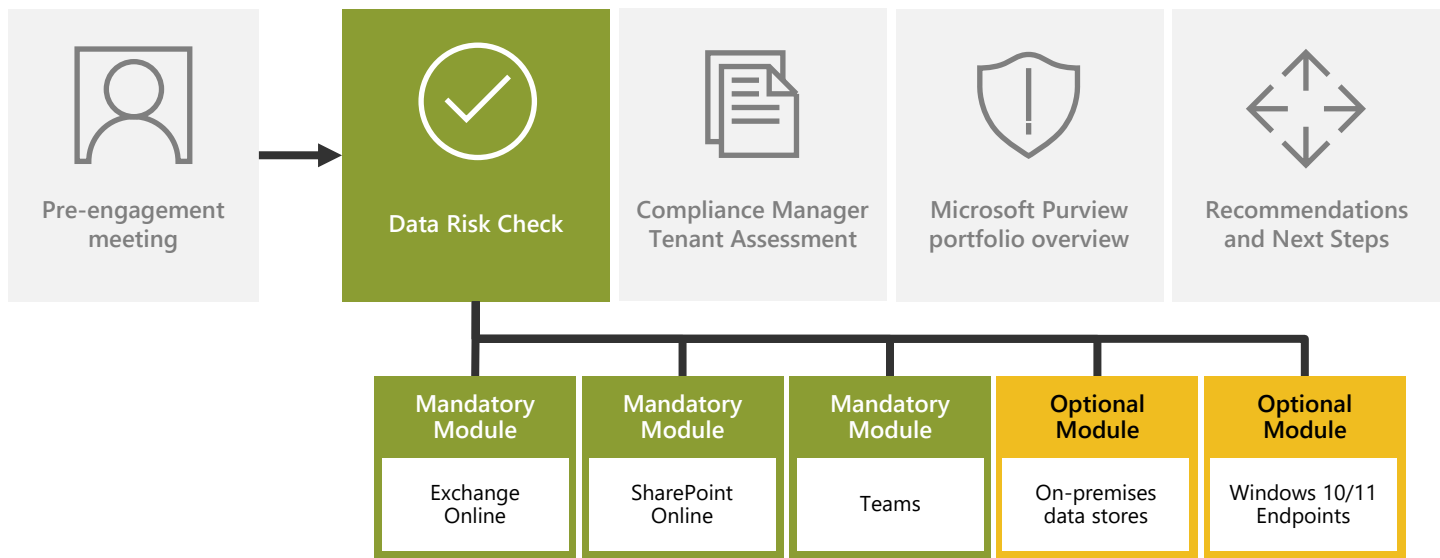 Pre-engagement
meeting
Data Risk Check
Compliance Manager
Tenant Assessment
Microsoft Purview
portfolio overview
Recommendations
and Next Steps
Mandatory
Module
Exchange
Online
Mandatory
Module
SharePoint
Online
Mandatory
Module
Teams
Optional
Module
On-premises
data stores
Optional
Module
Windows 10/11
Endpoints